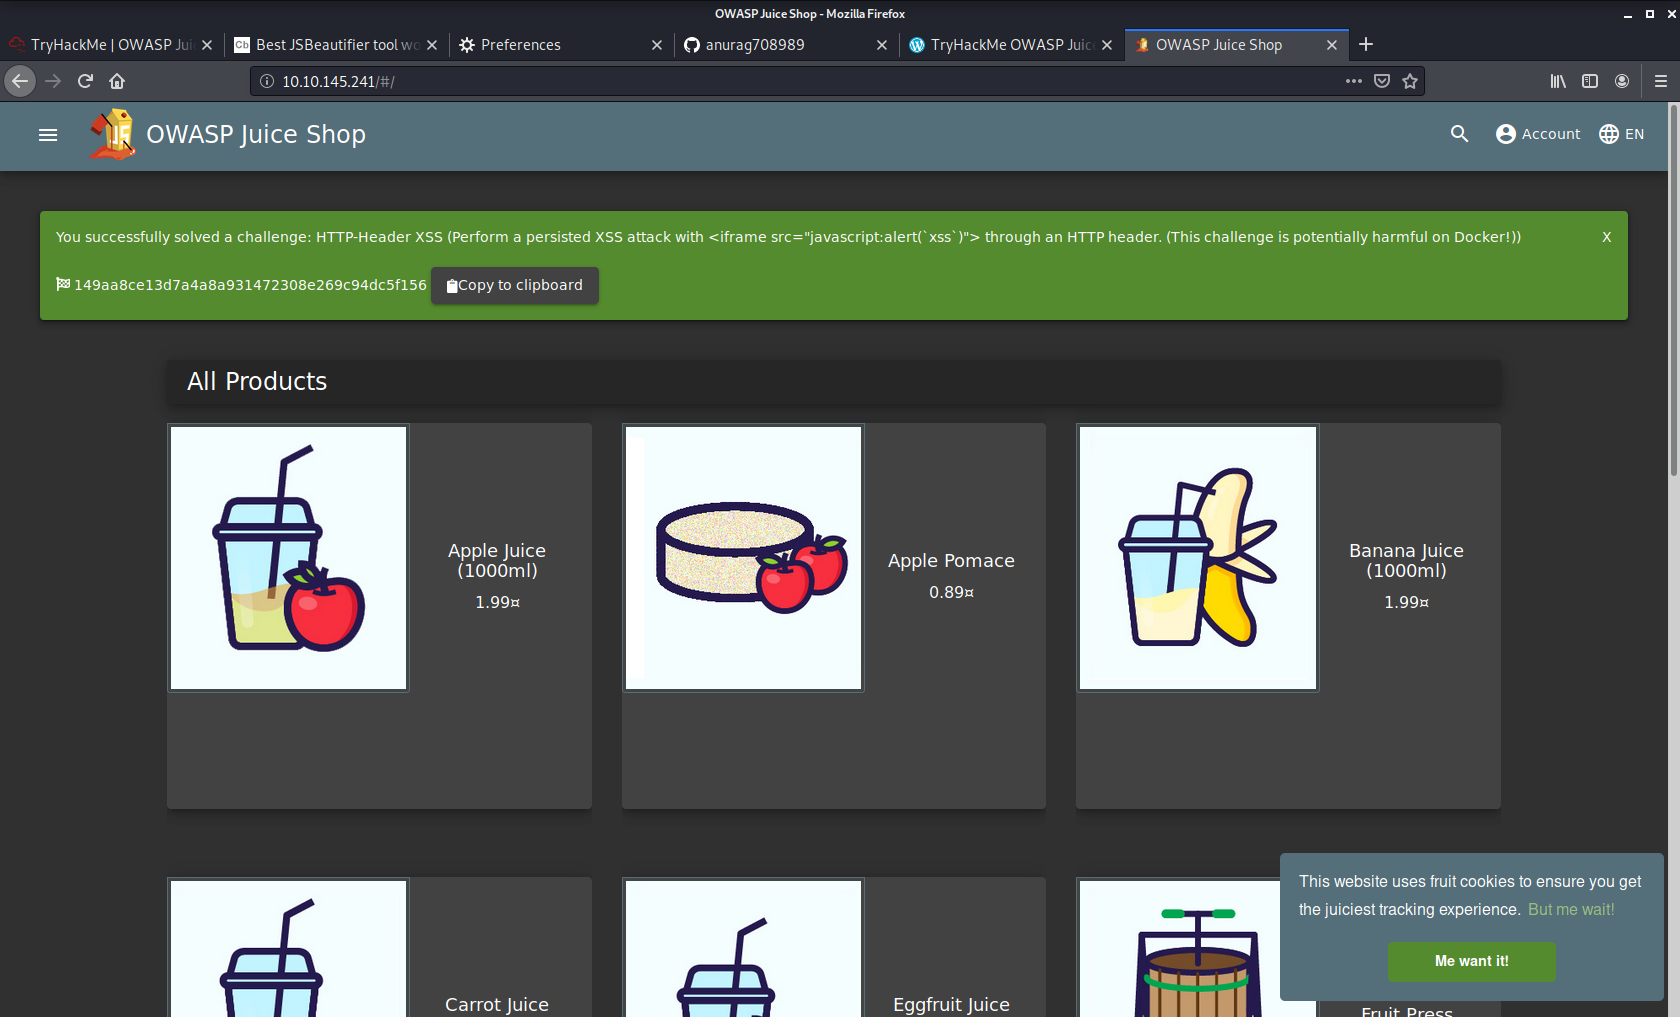 OWASP Juice Shop - Mozilla Firefox
TryHackMe | OWASP Jui
Best JSBeautifier tool wo
Preferences
anurag708989
TryHackMe OWASP Juic
OWASP Juice Shop
10.10.145.241/#/
OWASP Juice Shop
Account
EN
You successfully solved a challenge: HTTP-Header XSS (Perform a persisted XSS attack with <iframe src="javascript:alert(`xss`)"> through an HTTP header. (This challenge is potentially harmful on Docker!))
X
149aa8ce13d7a4a8a931472308e269c94dc5f156
Copy to clipboard
All Products
Apple Juice
(1000ml)
1.99¤
Apple Pomace
0.89¤
Banana Juice
(1000ml)
1.99¤
Carrot Juice
Eggfruit Juice
Fruit Press
This website uses fruit cookies to ensure you get
the juiciest tracking experience. But me wait!
Me want it!